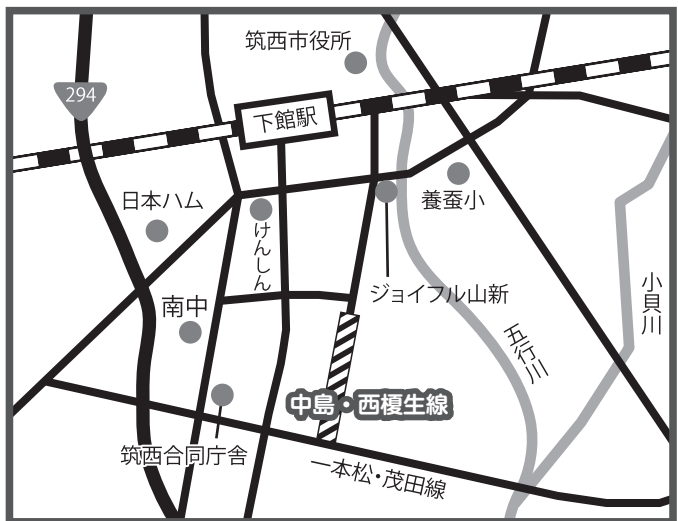 筑西市役所
294
下館駅
日本ハム
けんしん
養蚕小
ジョイフル山新
南中
小貝川
五行川
中島・西榎生線
筑西合同庁舎
一本松・茂田線